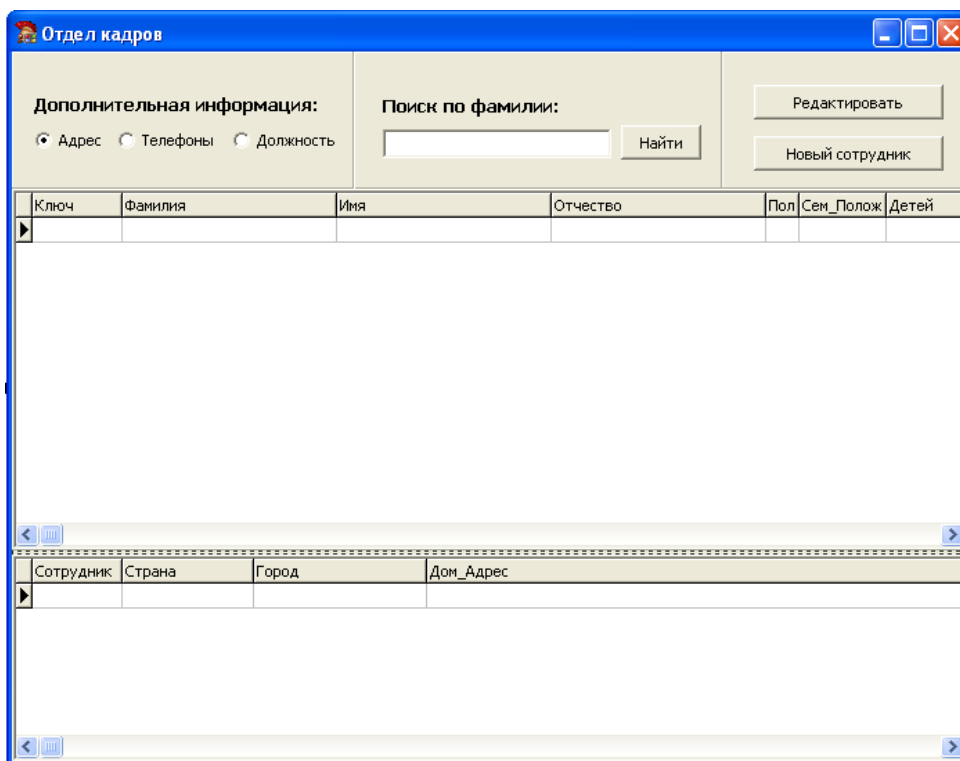 Отдел кадров
Дополнительная информация:
Адрес Телефоны Должность
Поиск по фамилии:
Найти
Редактировать
Новый сотрудник
Ключ Фамилия Имя Отчество Пол Сем_Полож Детей
Сотрудник Страна Город Дом_Адрес